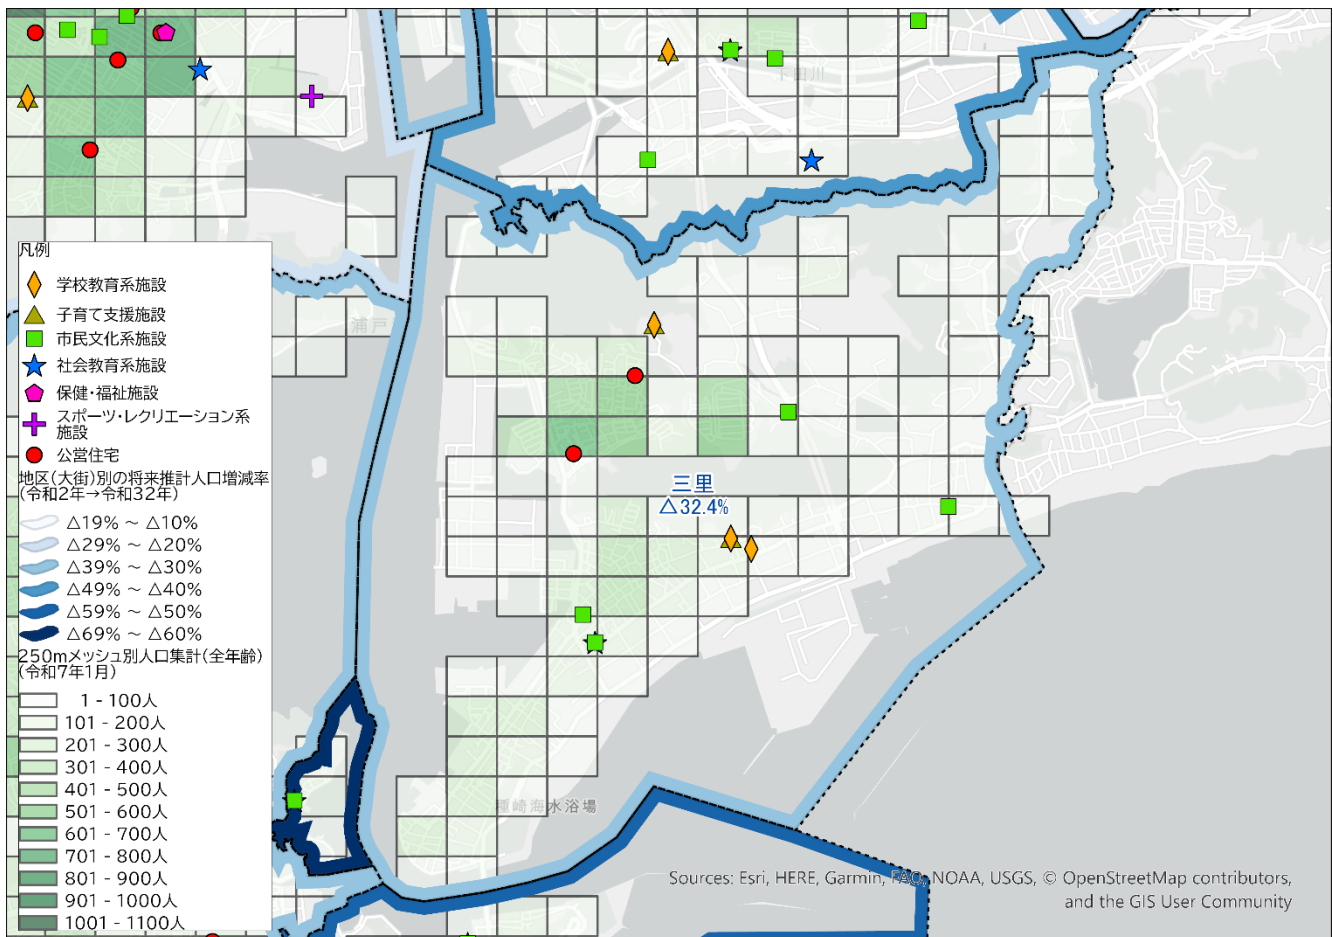 下田川
凡例
学校教育系施設
子育て支援施設
市民文化系施設
社会教育系施設
保健・福祉施設
スポーツ・レクリエーション系
施設
公営住宅
地区(大街)別の将来推計人口増減率
(令和2年→令和32年)
△19% ~ △10%
△29% ~ △20%
△39% ~ △30%
△49% ~ △40%
△59% ~ △50%
△69% ~ △60%
250mメッシュ別人口集計(全年齢)
(令和7年1月)
1 - 100人
101 - 200人
201 - 300人
301 - 400人
401 - 500人
501 - 600人
601 - 700人
701 - 800人
801 - 900人
901 - 1000人
1001 - 1100人
浦戸
三里
△32.4%
種崎海水浴場
Sources: Esri, HERE, Garmin, FAO, NOAA, USGS, © OpenStreetMap contributors,
and the GIS User Community